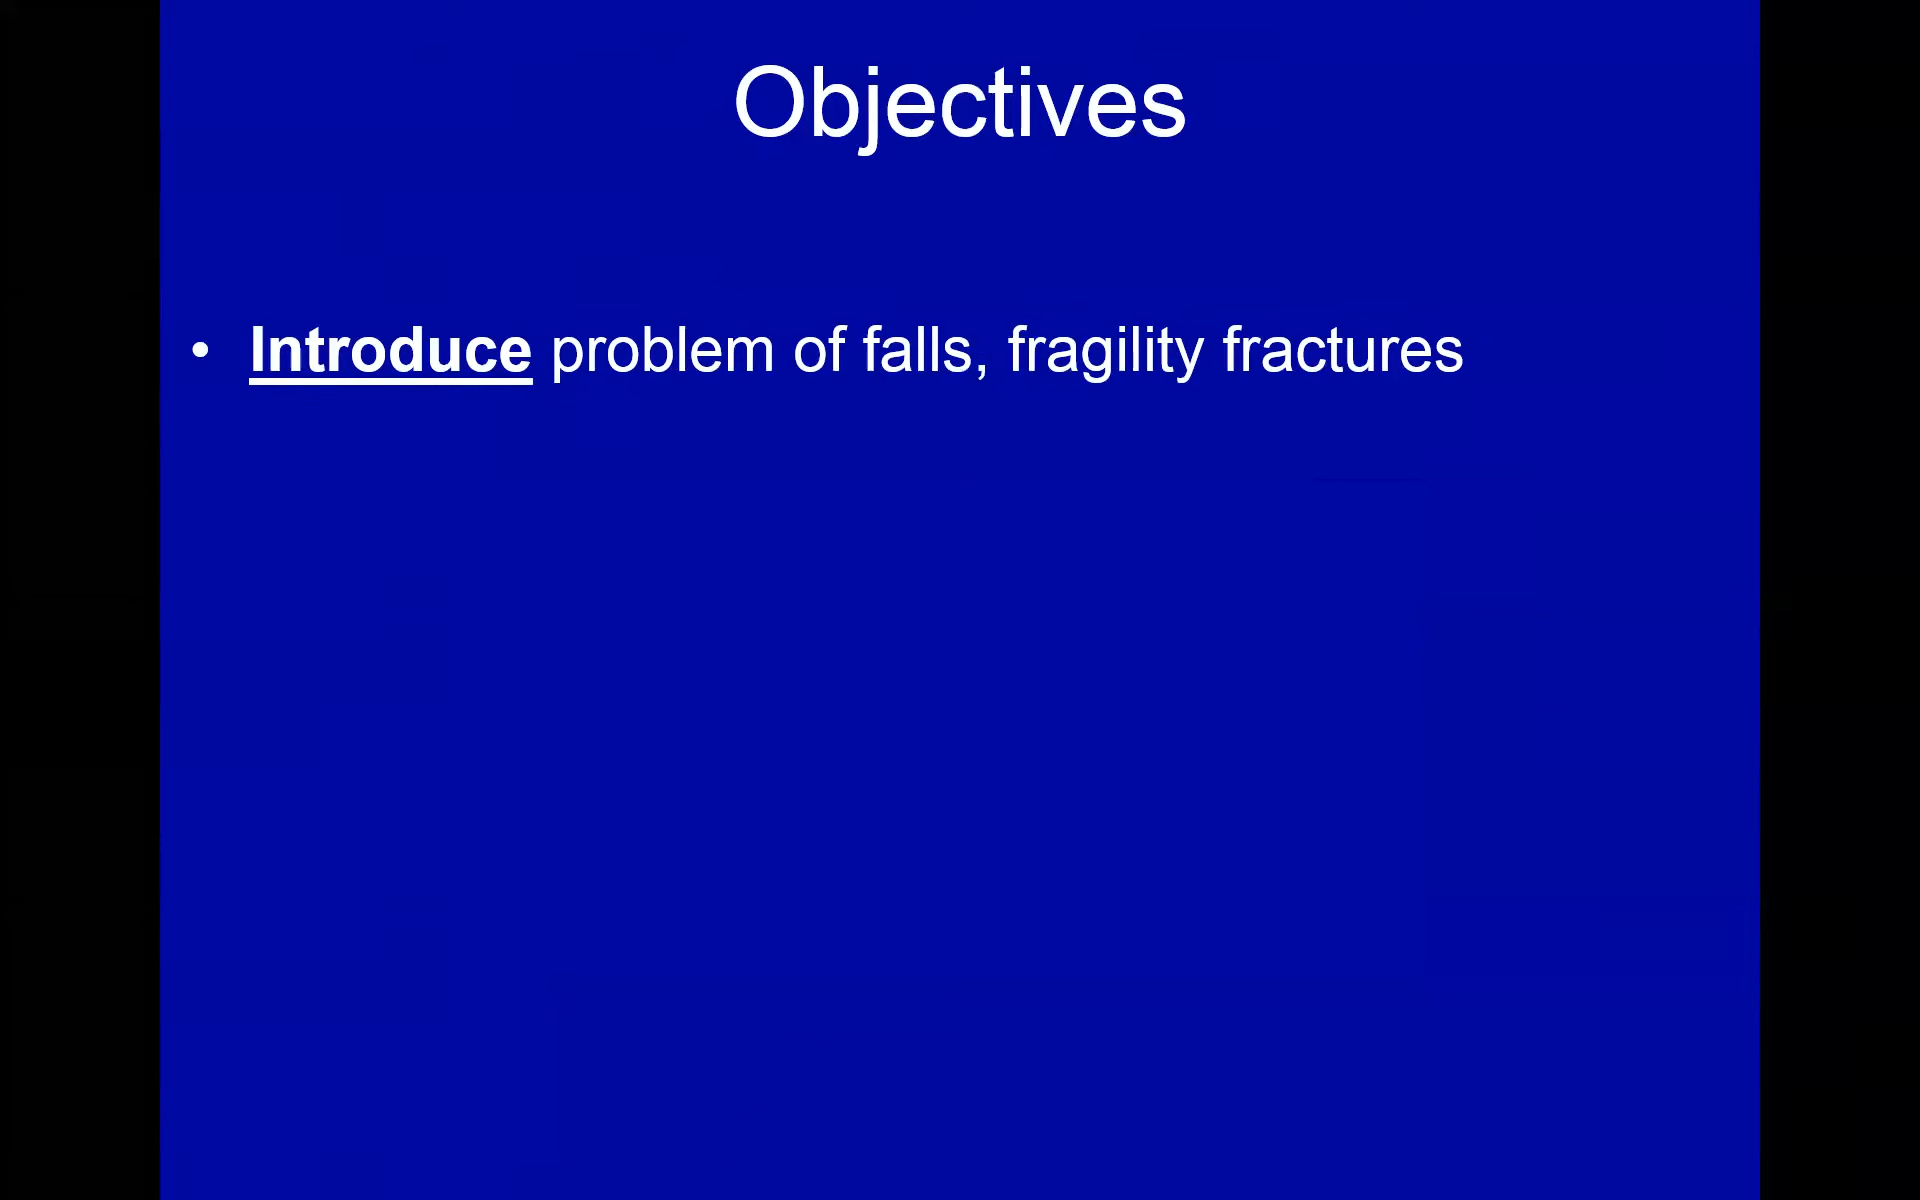 Objectives
• Introduce problem of falls, fragility fractures